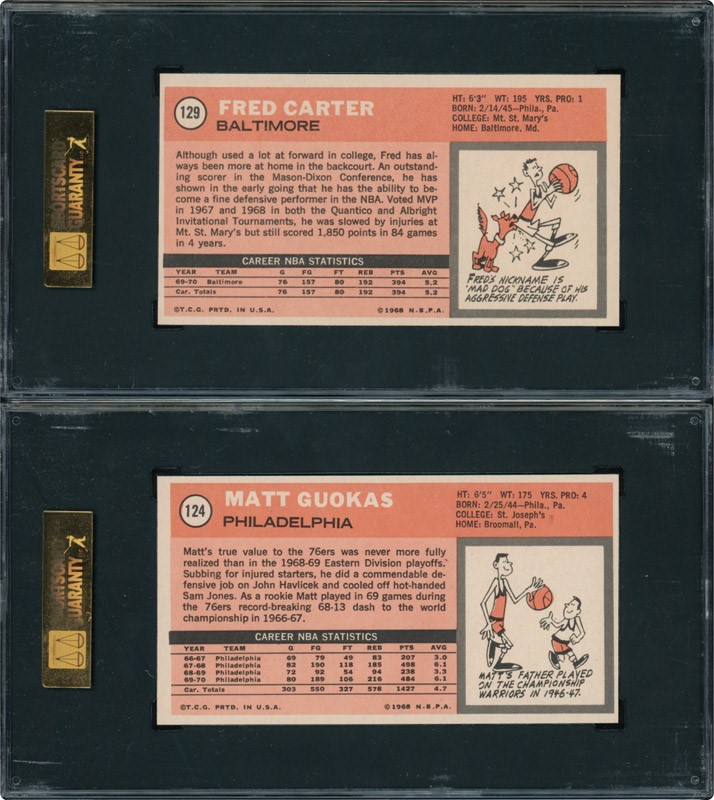 129
FRED CARTER
BALTIMORE
HT: 6'3" WT: 195 YRS. PRO: 1
BORN: 2/14/45—Phila., Pa.
COLLEGE: Mt. St. Mary's
HOME: Baltimore, Md.
Although used a lot at forward in college, Fred has al-
ways been more at home in the backcourt. An outstand-
ing scorer in the Mason-Dixon Conference, he has
shown in the early going that he has the ability to be-
come a fine defensive performer in the NBA. Voted MVP
in 1967 and 1968 in both the Quantico and Albright
Invitational Tournaments, he was slowed by injuries at
Mt. St. Mary's but still scored 1,850 points in 84 games
in 4 years.
CAREER NBA STATISTICS
YEAR TEAM G FG FT REB PTS AVG
69-70 Baltimore 76 157 80 192 394 5.2
Car. Totals 76 157 80 192 394 5.2
©T.C.G. PRTD. IN U.S.A. ©1968 N.B.P.A.
FRED'S NICKNAME IS
"MAD DOG" BECAUSE OF HIS
AGGRESSIVE DEFENSE PLAY.
GUARANTY
124
MATT GUOKAS
PHILADELPHIA
HT: 6'5" WT: 175 YRS. PRO: 4
BORN: 2/25/44—Phila., Pa.
COLLEGE: St. Joseph's
HOME: Broomall, Pa.
Matt's true value to the 76ers was never more fully
realized than in the 1968-69 Eastern Division playoffs.
Subbing for injured starters, he did a commendable de-
fensive job on John Havlicek and cooled off hot-handed
Sam Jones. As a rookie Matt played in 69 games during
the 76ers record-breaking 68-13 dash to the world
championship in 1966-67.
CAREER NBA STATISTICS
YEAR TEAM G FG FT REB PTS AVG
66-67 Philadelphia 69 79 49 83 207 3.0
67-68 Philadelphia 82 190 118 185 498 6.1
68-69 Philadelphia 72 92 54 94 238 3.3
69-70 Philadelphia 80 189 106 216 484 6.1
Car. Totals 303 550 327 578 1427 4.7
©T.C.G. PRTD. IN U.S.A. ©1968 N.B.P.A.
MATT'S FATHER PLAYED
ON THE CHAMPIONSHIP
WARRIORS IN 1946-47.